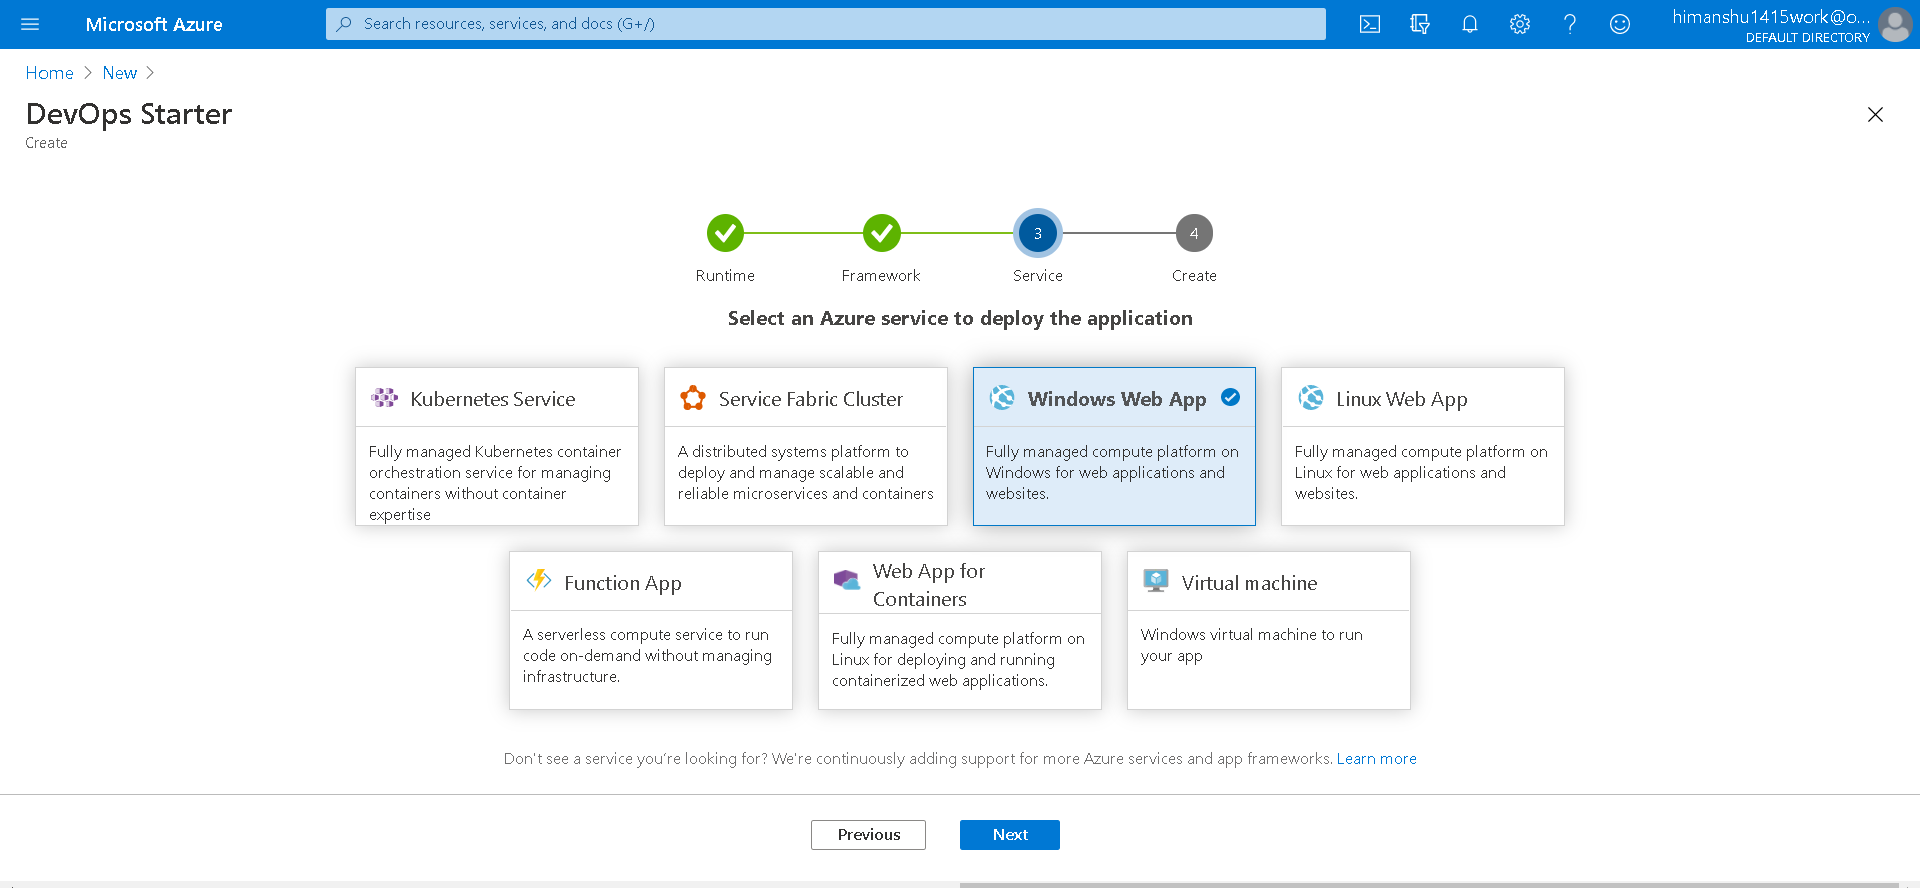 Microsoft Azure
Search resources, services, and docs (G+/)
himanshu1415work@o...
DEFAULT DIRECTORY
Home > New >
DevOps Starter
Create
3
4
Runtime
Framework
Service
Create
Select an Azure service to deploy the application
Kubernetes Service
Fully managed Kubernetes container
orchestration service for managing
containers without container
expertise
Service Fabric Cluster
A distributed systems platform to
deploy and manage scalable and
reliable microservices and containers
Windows Web App
Fully managed compute platform on
Windows for web applications and
websites.
Linux Web App
Fully managed compute platform on
Linux for web applications and
websites.
Function App
A serverless compute service to run
code on-demand without managing
infrastructure.
Web App for
Containers
Fully managed compute platform on
Linux for deploying and running
containerized web applications.
Virtual machine
Windows virtual machine to run
your app
Don't see a service you're looking for? We're continuously adding support for more Azure services and app frameworks. Learn more
Previous
Next